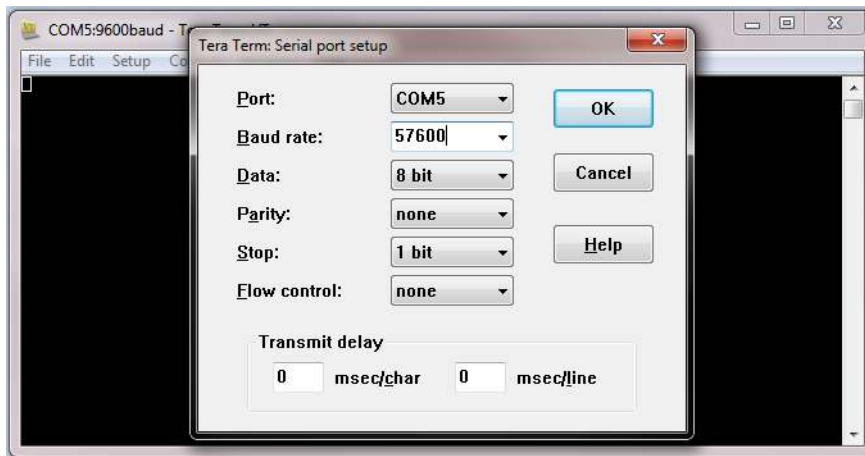 COM5:9600baud - T
File Edit Setup Co
Tera Term: Serial port setup
Port: COM5
Baud rate: 57600
Data: 8 bit
Parity: none
Stop: 1 bit
Flow control: none
OK
Cancel
Help
Transmit delay
0 msec/char 0 msec/line